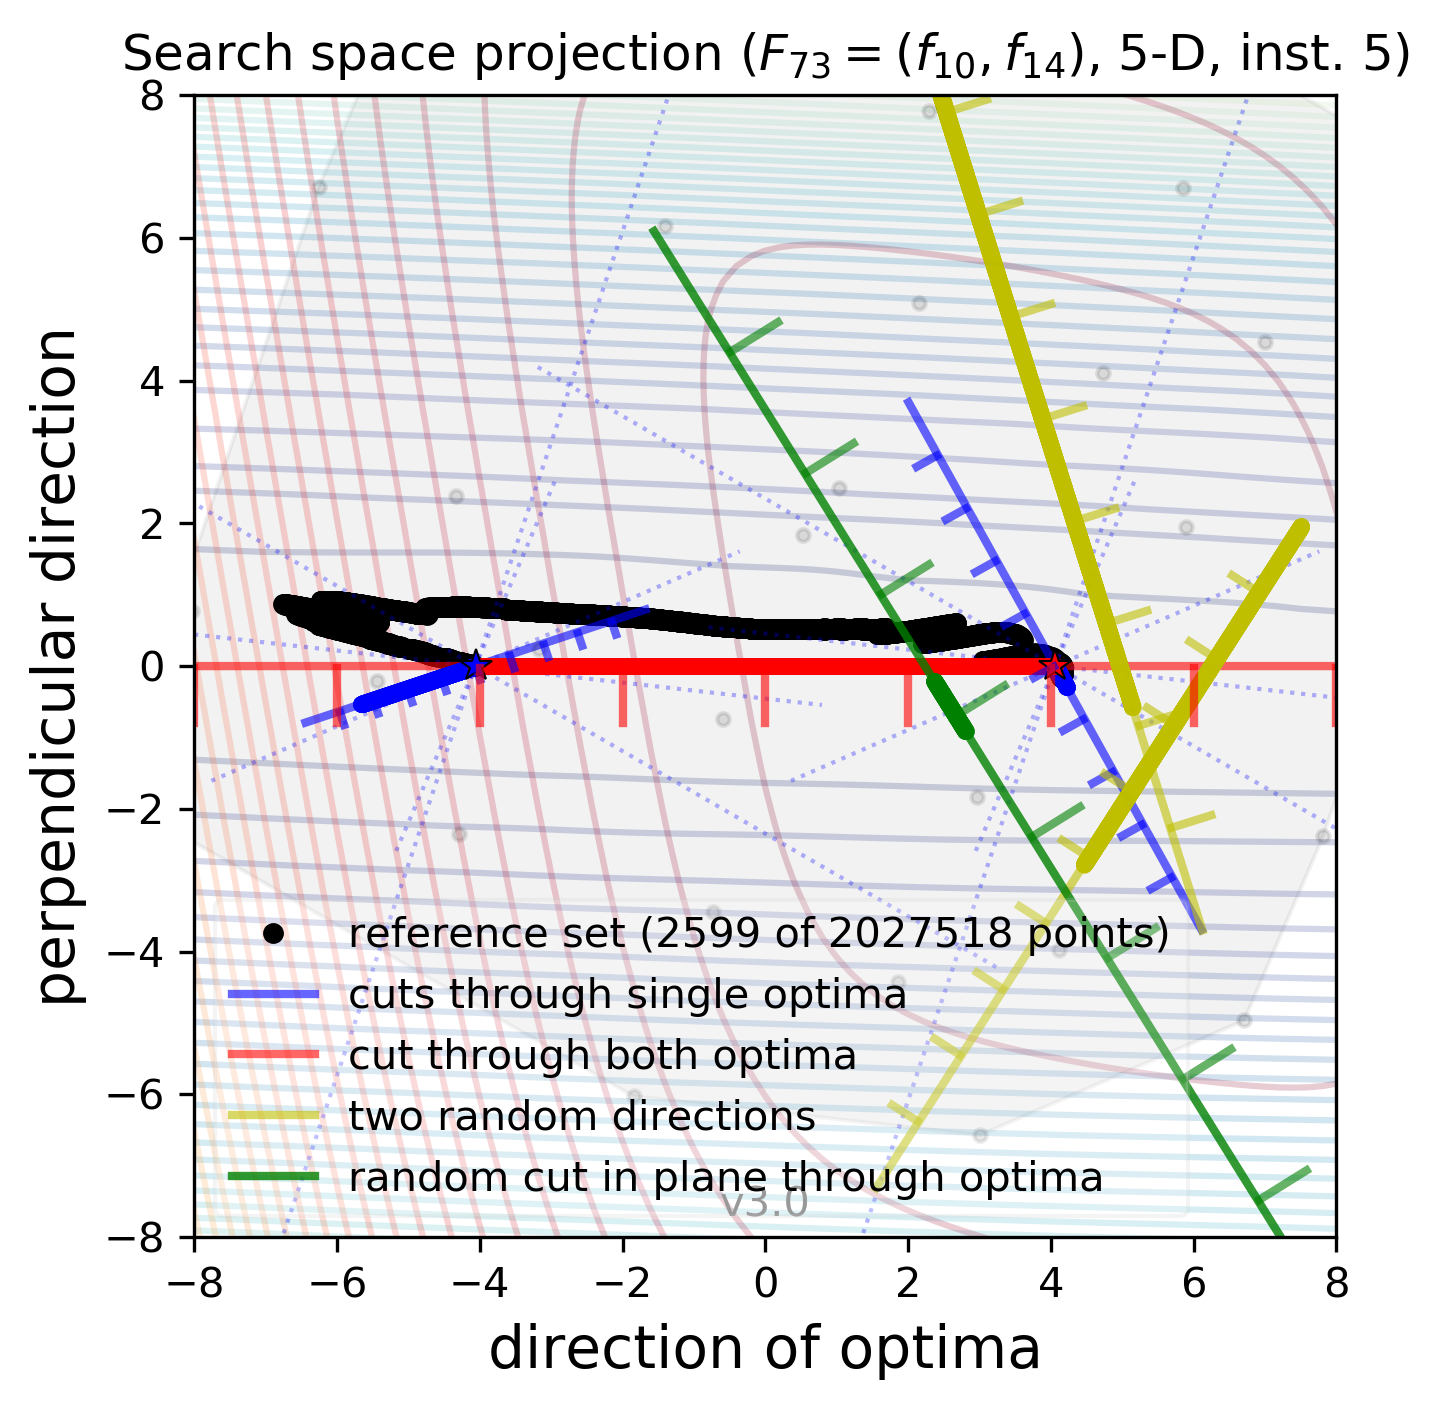 Search space projection (F73 = (f10, f14), 5-D, inst. 5)
8
6
4
2
0
−2
−4
−6
−8
perpendicular direction
reference set (2599 of 2027518 points)
cuts through single optima
cut through both optima
two random directions
random cut in plane through optima
v3.0
−8 −6 −4 −2 0 2 4 6 8
direction of optima